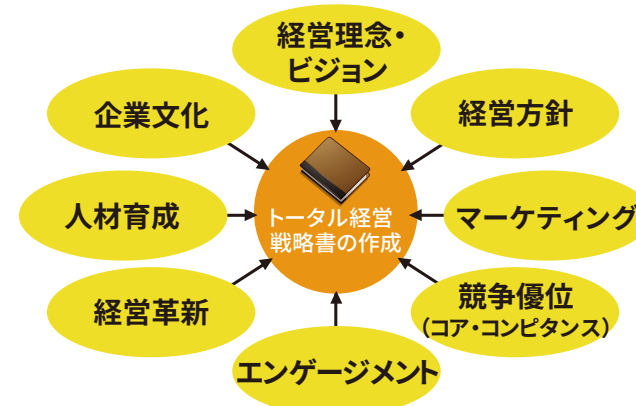 経営理念・
ビジョン
企業文化
経営方針
人材育成
トータル経営
戦略書の作成
マーケティング
経営革新
競争優位
（コア・コンピタンス）
エンゲージメント